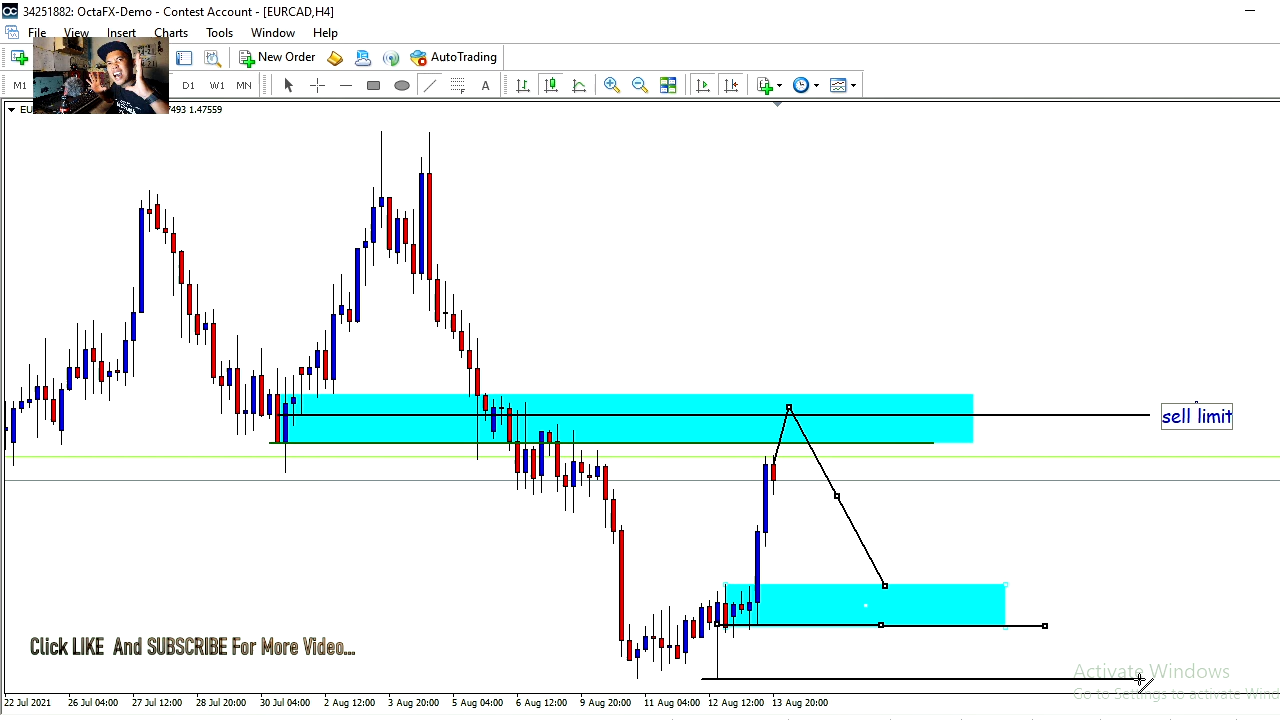 34251882: OctaFX-Demo - Contest Account - [EURCAD,H4]
File View Insert Charts Tools Window Help
New Order AutoTrading
M1 D1 W1 MN A
1.47559
sell limit
Click LIKE And SUBSCRIBE For More Video...
Activate Windows
Go to Settings to activate Wind
22 Jul 2021 26 Jul 04:00 27 Jul 12:00 28 Jul 20:00 30 Jul 04:00 2 Aug 12:00 3 Aug 20:00 5 Aug 04:00 6 Aug 12:00 9 Aug 20:00 11 Aug 04:00 12 Aug 12:00 13 Aug 20:00